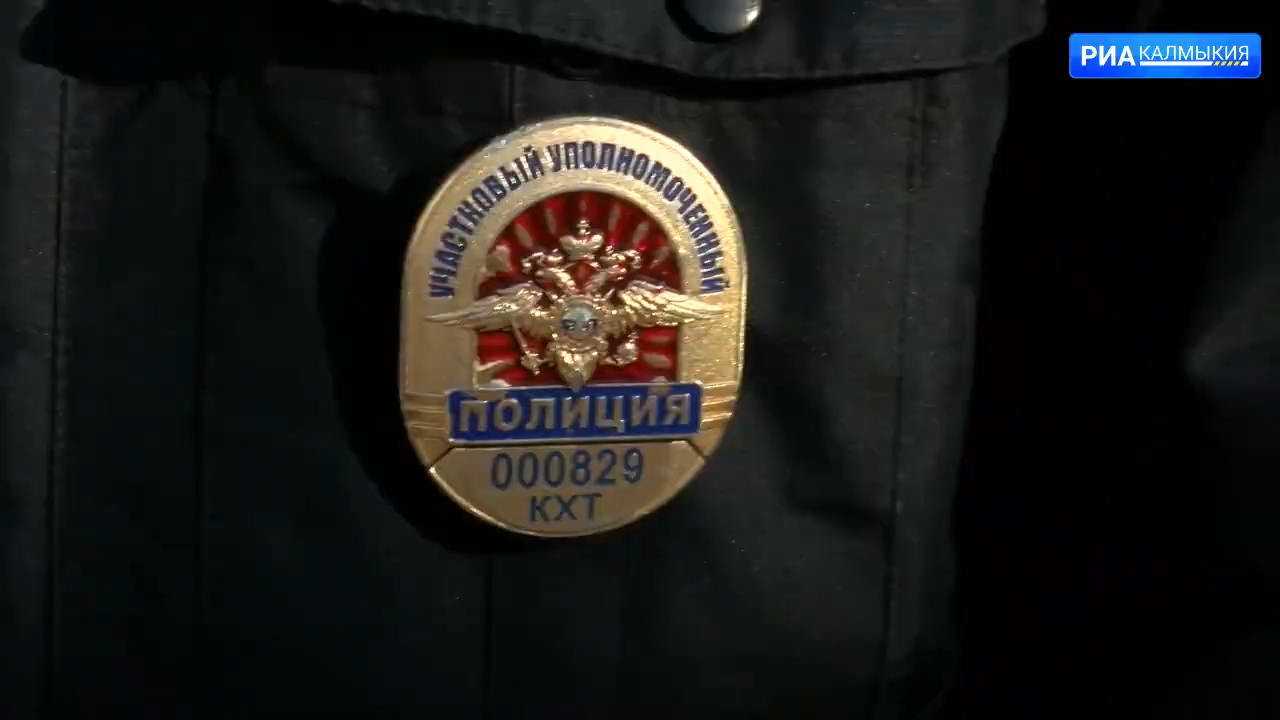 РИА КАЛМЫКИЯ
УЧАСТКОВЫЙ УПОЛНОМОЧЕННЫЙ
ПОЛИЦИЯ
000829
КХТ